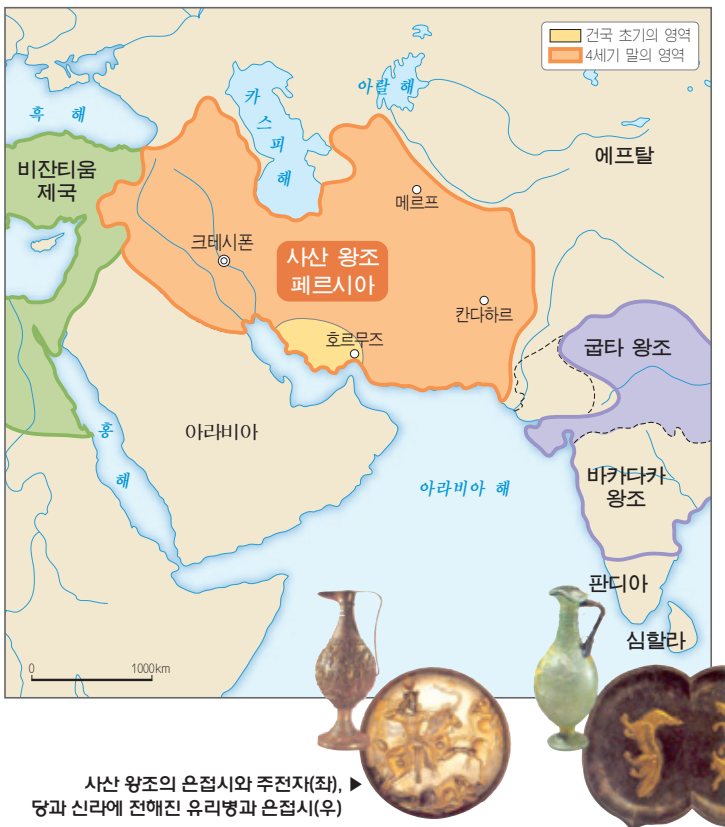 건국 초기의 영역
4세기 말의 영역
흑 해
카스피 해
아랄 해
에프탈
비잔티움
제국
메르프
크테시폰
사산 왕조
페르시아
칸다하르
호르무즈
굽타 왕조
아라비아
홍
해
아라비아 해
바카타카
왕조
판디아
심할라
0 1000km
사산 왕조의 은접시와 주전자(좌), ▶
당과 신라에 전해진 유리병과 은접시(우)